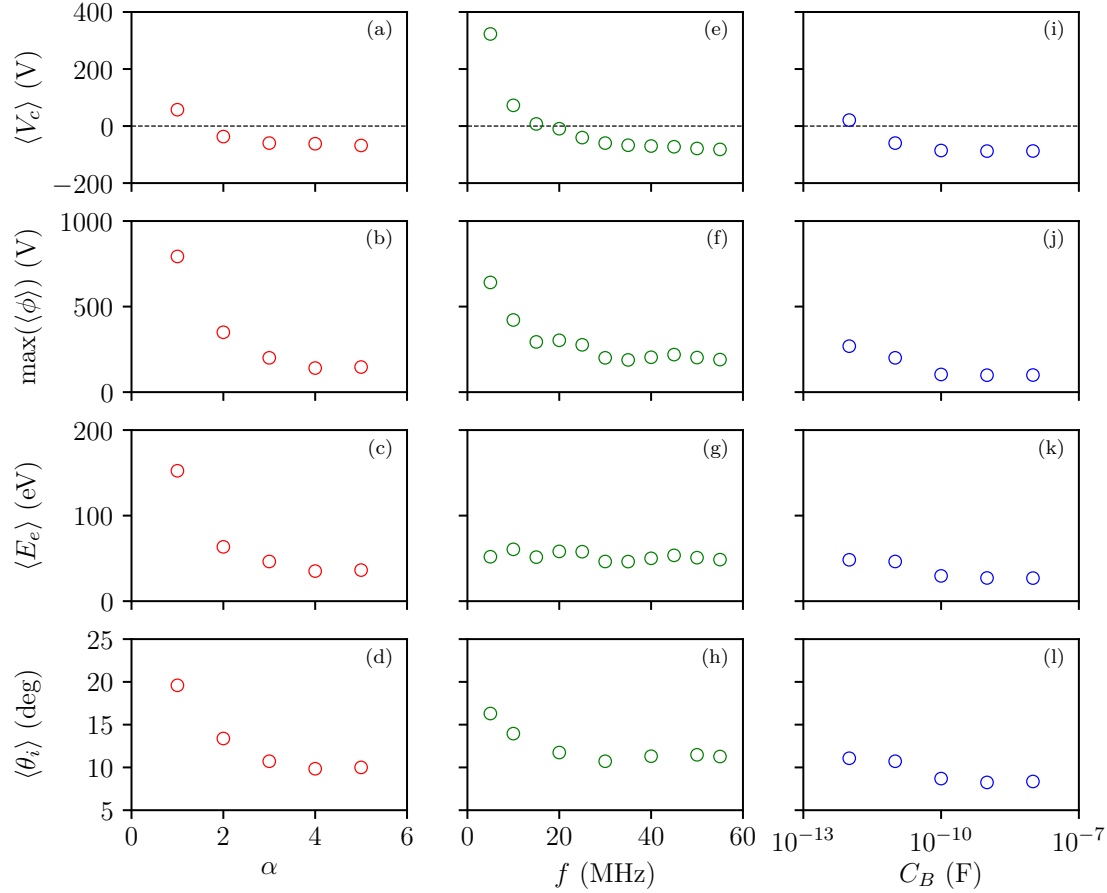 400
200
0
−200
⟨V_c⟩ (V)
(a)
(e)
(i)
1000
500
0
max(⟨ϕ⟩) (V)
(b)
(f)
(j)
200
100
0
⟨E_e⟩ (eV)
(c)
(g)
(k)
25
20
15
10
5
⟨θ_i⟩ (deg)
(d)
(h)
(l)
0 2 4 6
α
0 20 40 60
f (MHz)
10^{−13} 10^{−10} 10^{−7}
C_B (F)